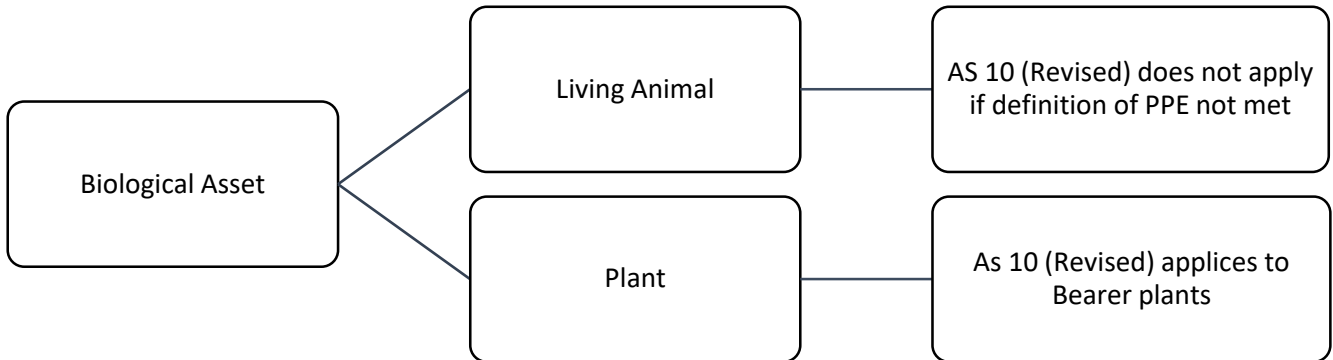 Biological Asset
Living Animal
AS 10 (Revised) does not apply
if definition of PPE not met
Plant
As 10 (Revised) applices to
Bearer plants